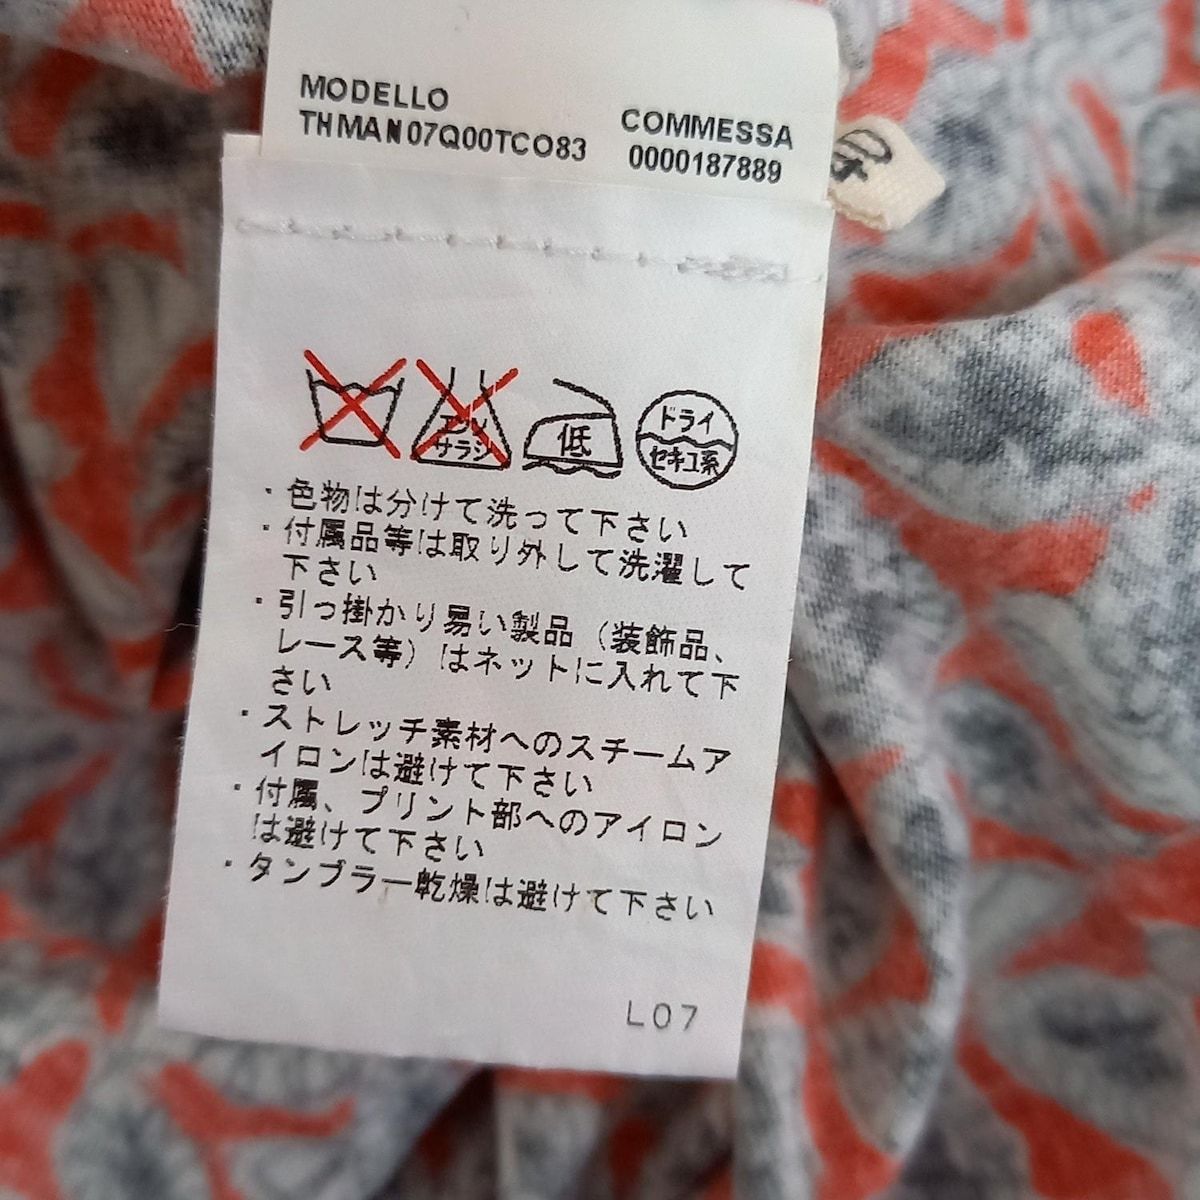 MODELLO
THMAN07Q00TCO83
COMMESSA
0000187889
エンソ
サラシ
低
ドライ
セキユ系
・色物は分けて洗って下さい
・付属品等は取り外して洗濯して
下さい
・引っ掛かり易い製品（装飾品、
レース等）はネットに入れて下
さい
・ストレッチ素材へのスチームア
イロンは避けて下さい
・付属、プリント部へのアイロン
は避けて下さい
・タンブラー乾燥は避けて下さい
L07